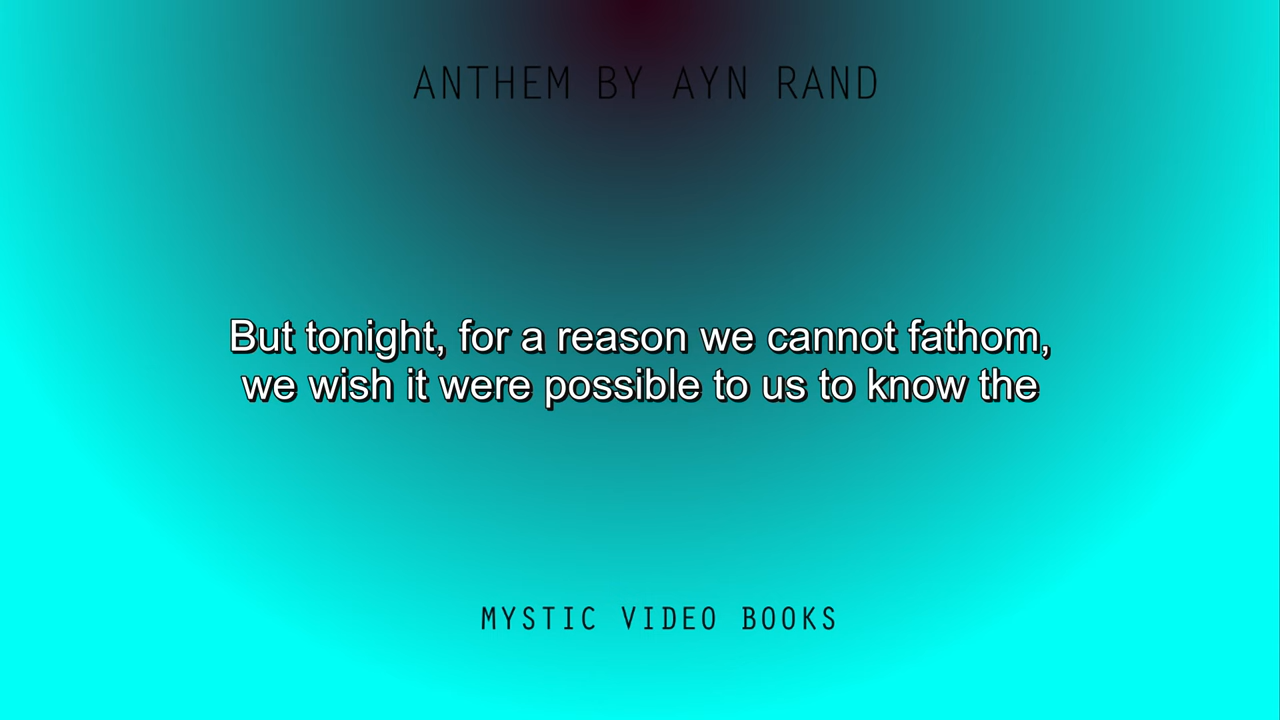 ANTHEM BY AYN RAND
But tonight, for a reason we cannot fathom,
we wish it were possible to us to know the
MYSTIC VIDEO BOOKS